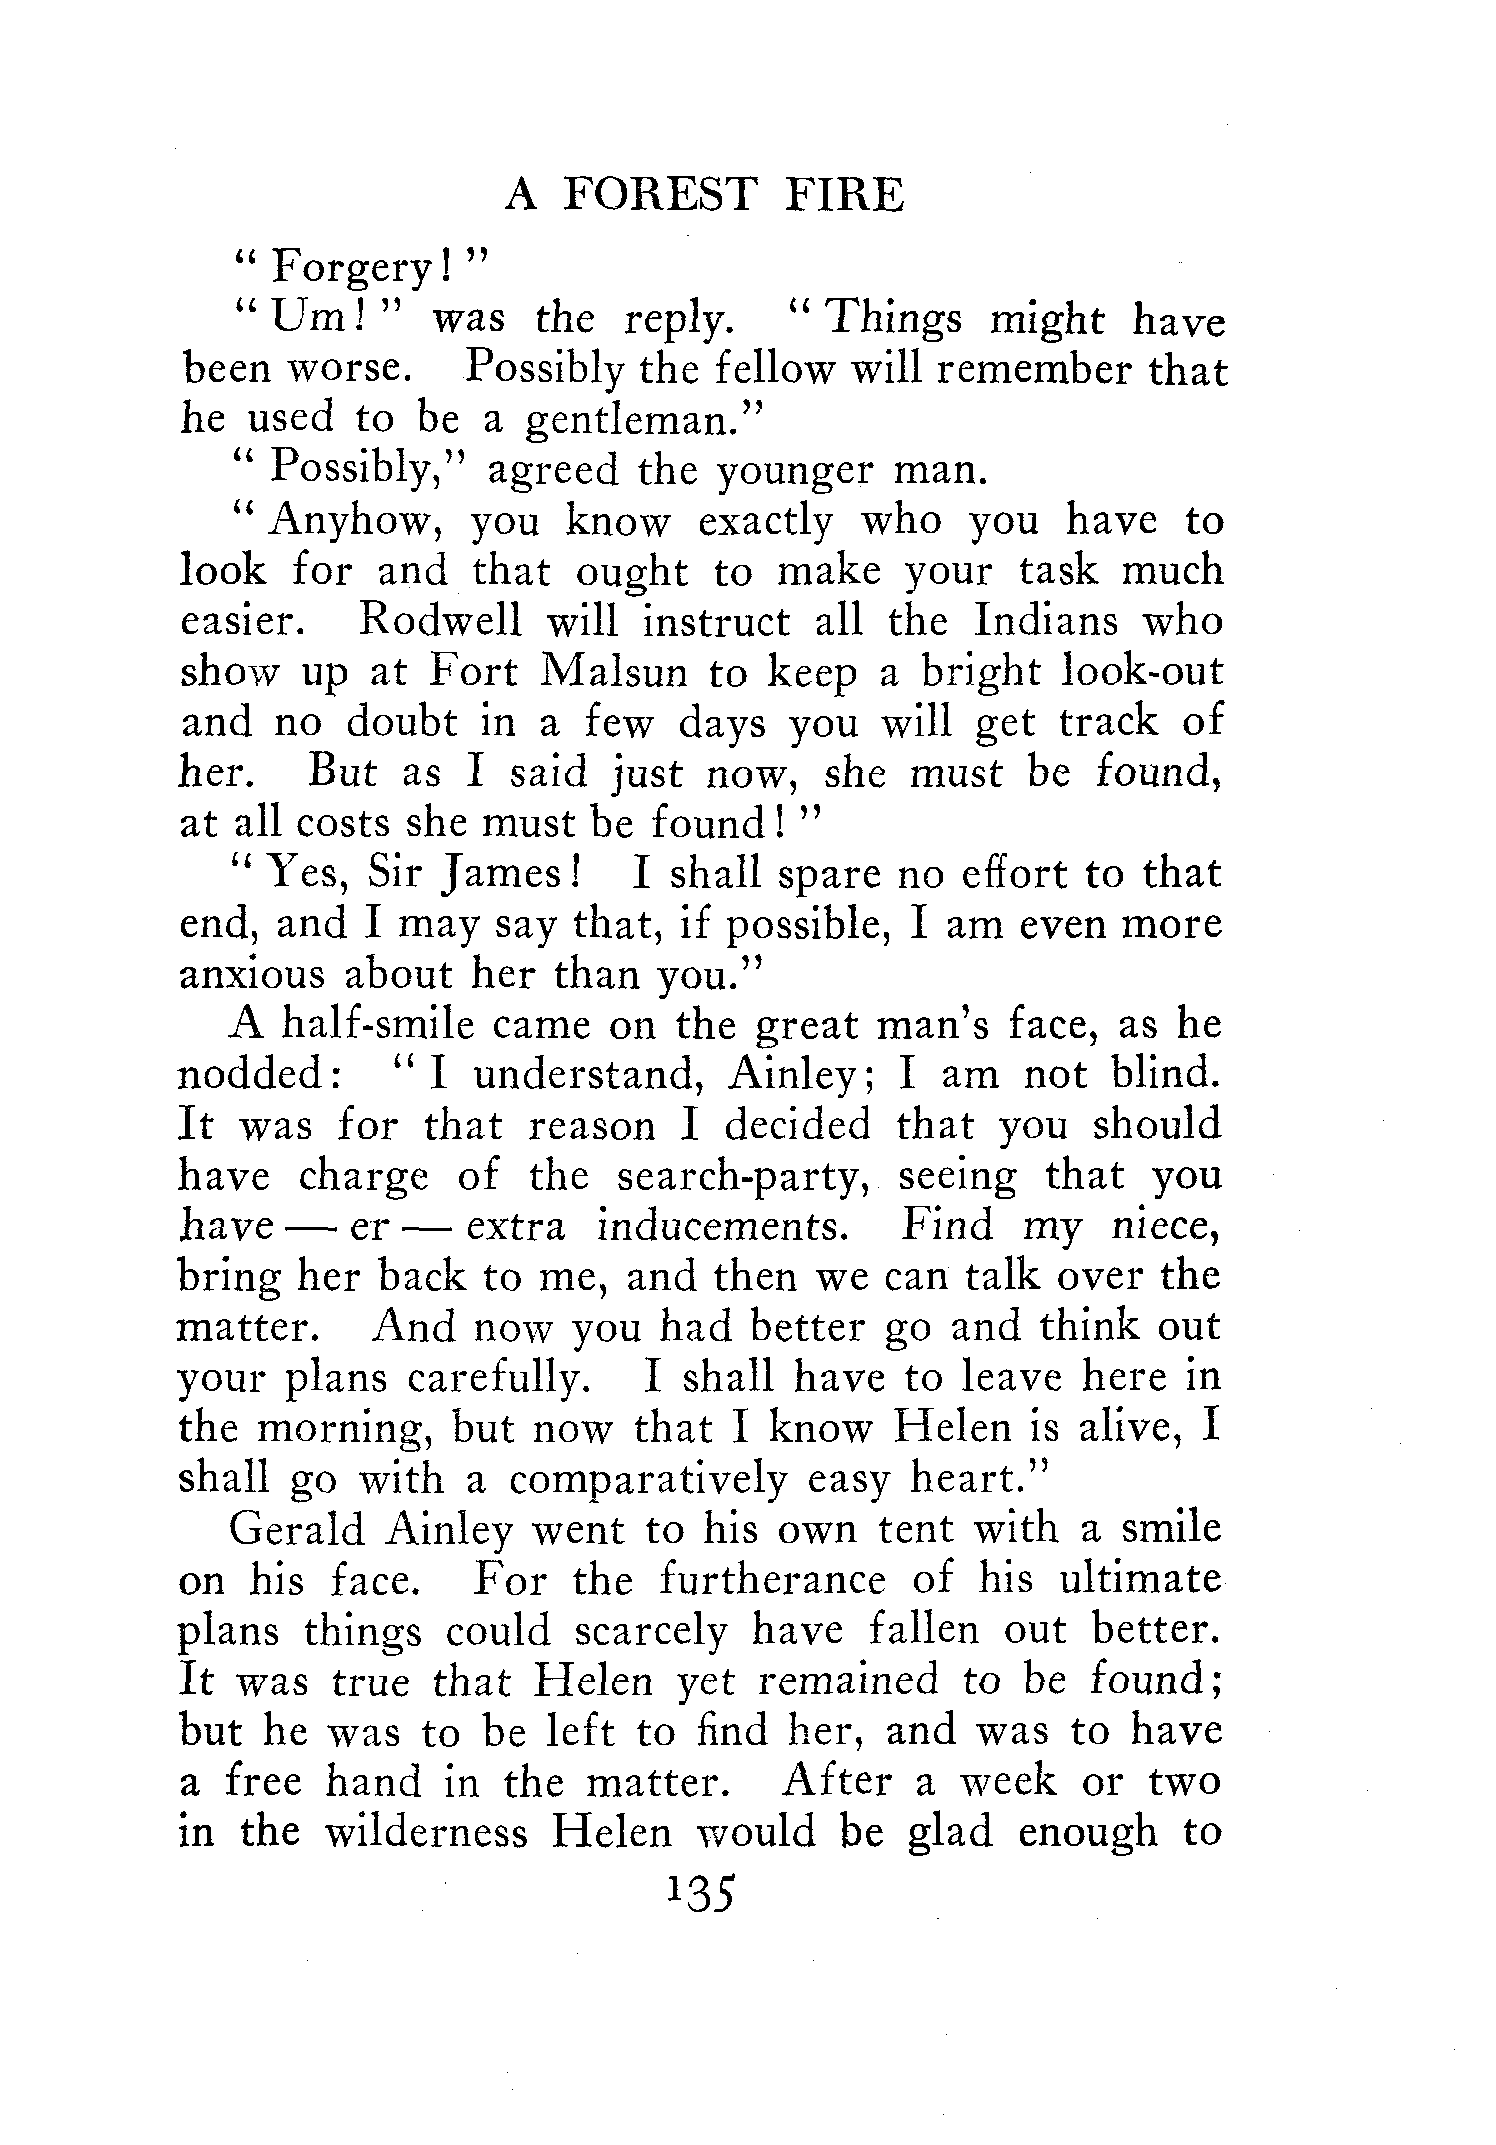 A FOREST FIRE
" Forgery! "
" Um! " was the reply. " Things might have
been worse. Possibly the fellow will remember that
he used to be a gentleman."
" Possibly," agreed the younger man.
" Anyhow, you know exactly who you have to
look for and that ought to make your task much
easier. Rodwell will instruct all the Indians who
show up at Fort Malsun to keep a bright look-out
and no doubt in a few days you will get track of
her. But as I said just now, she must be found,
at all costs she must be found! "
" Yes, Sir James! I shall spare no effort to that
end, and I may say that, if possible, I am even more
anxious about her than you."
A half-smile came on the great man's face, as he
nodded: " I understand, Ainley; I am not blind.
It was for that reason I decided that you should
have charge of the search-party, seeing that you
have — er — extra inducements. Find my niece,
bring her back to me, and then we can talk over the
matter. And now you had better go and think out
your plans carefully. I shall have to leave here in
the morning, but now that I know Helen is alive, I
shall go with a comparatively easy heart."
Gerald Ainley went to his own tent with a smile
on his face. For the furtherance of his ultimate
plans things could scarcely have fallen out better.
It was true that Helen yet remained to be found;
but he was to be left to find her, and was to have
a free hand in the matter. After a week or two
in the wilderness Helen would be glad enough to
135